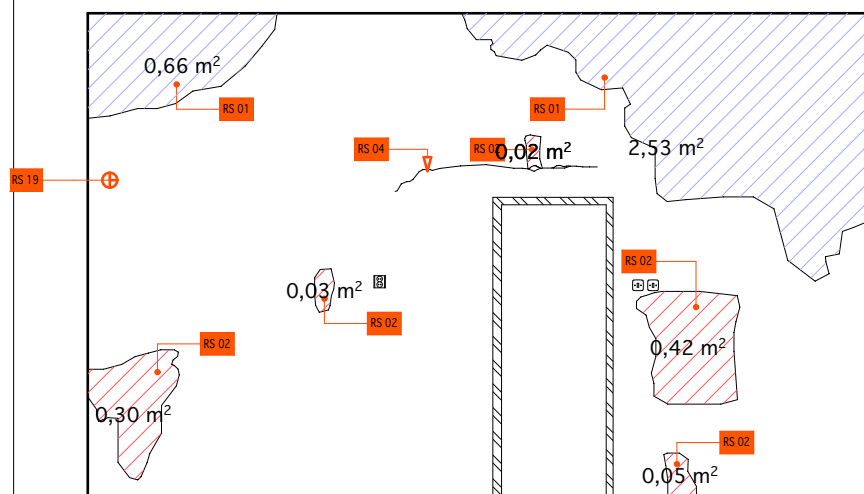 0,66 m²
RS 01
RS 01
RS 04
RS 02
0,02 m²
2,53 m²
RS 19
RS 02
0,03 m²
RS 02
RS 02
0,42 m²
0,30 m²
RS 02
0,05 m²